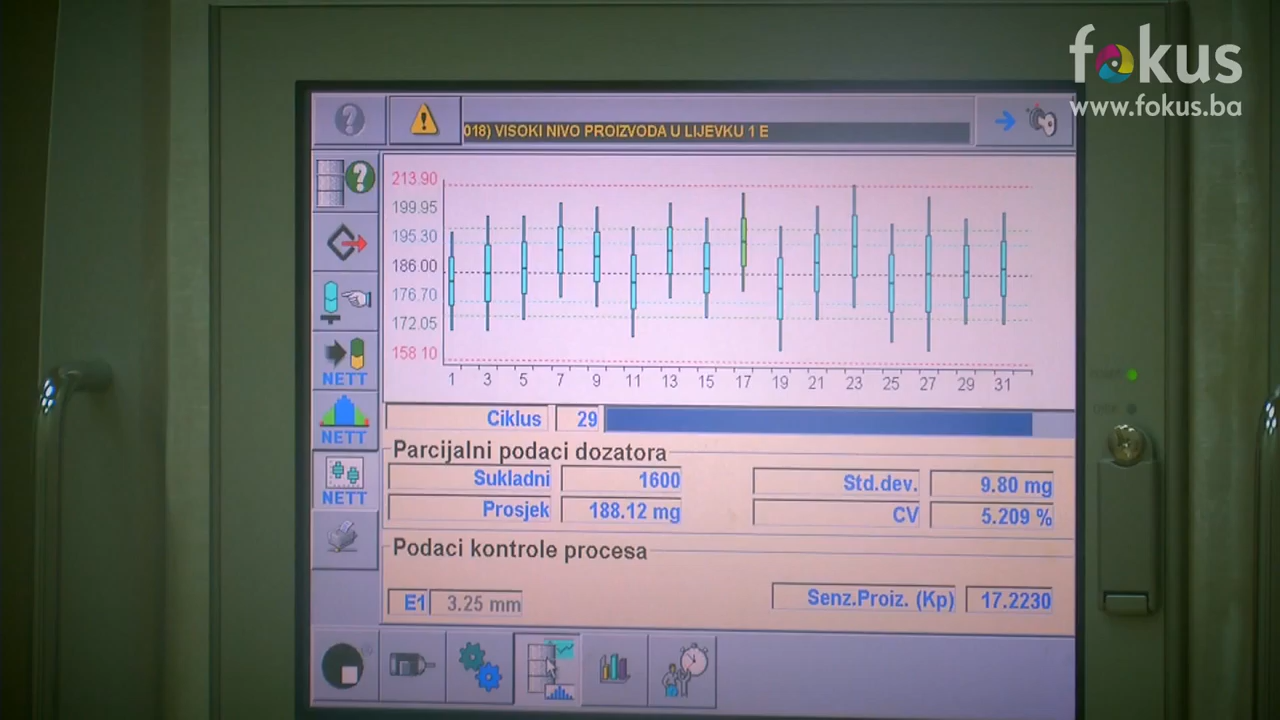 fokus
www.fokus.ba
018) VISOKI NIVO PROIZVODA U LIJEVKU 1 E
213.90
199.95
195.30
186.00
176.70
172.05
158.10
1 3 5 7 9 11 13 15 17 19 21 23 25 27 29 31
NETT
NETT
NETT
Ciklus 29
Parcijalni podaci dozatora
Sukladni 1600 Std.dev. 9.80 mg
Prosjek 188.12 mg CV 5.209 %
Podaci kontrole procesa
E1 3.25 mm Senz.Proiz. (Kp) 17.2230